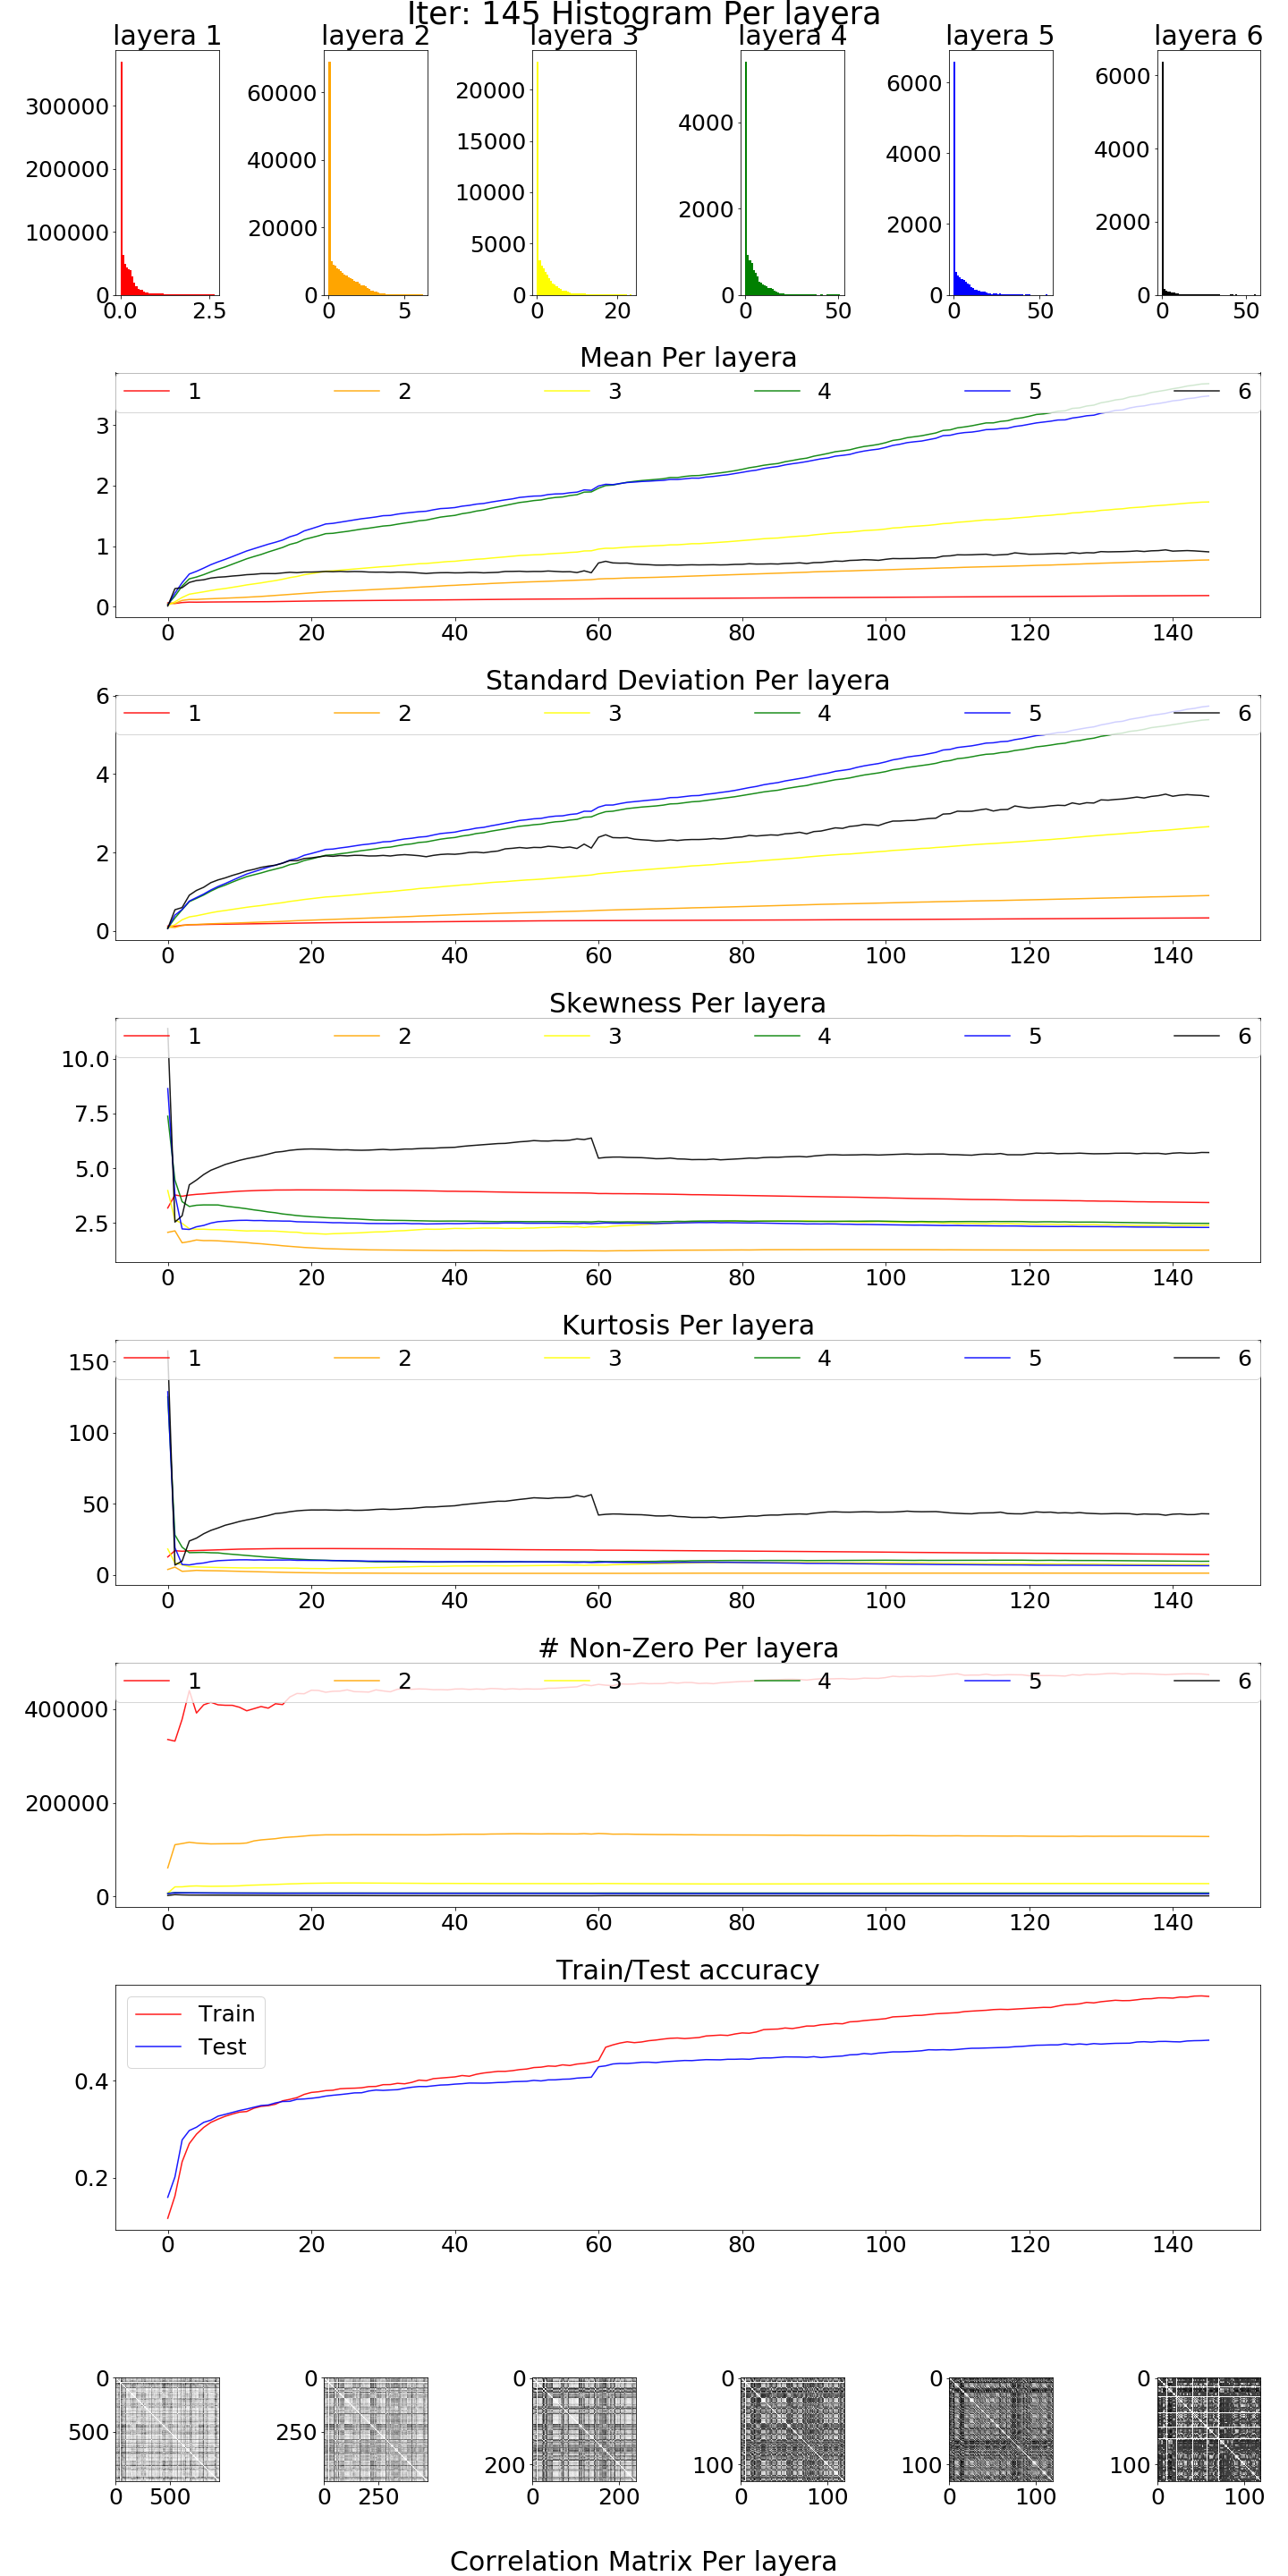 Iter: 145 Histogram Per layera
layera 1 layera 2 layera 3 layera 4 layera 5 layera 6
300000 200000 100000 0 0.0 2.5
60000 40000 20000 0 0 5
20000 15000 10000 5000 0 0 20
4000 2000 0 0 50
6000 4000 2000 0 0 50
6000 4000 2000 0 0 50
Mean Per layera
1 2 3 4 5 6
3
2
1
0
0 20 40 60 80 100 120 140
Standard Deviation Per layera
1 2 3 4 5 6
6
4
2
0
0 20 40 60 80 100 120 140
Skewness Per layera
1 2 3 4 5 6
10.0
7.5
5.0
2.5
0 20 40 60 80 100 120 140
Kurtosis Per layera
1 2 3 4 5 6
150
100
50
0
0 20 40 60 80 100 120 140
# Non-Zero Per layera
1 2 3 4 5 6
400000
200000
0
0 20 40 60 80 100 120 140
Train/Test accuracy
Train
Test
0.4
0.2
0 20 40 60 80 100 120 140
0 500 0 500
0 250 0 250
0 200 0 200
0 100 0 100
0 100 0 100
0 100 0 100
Correlation Matrix Per layera